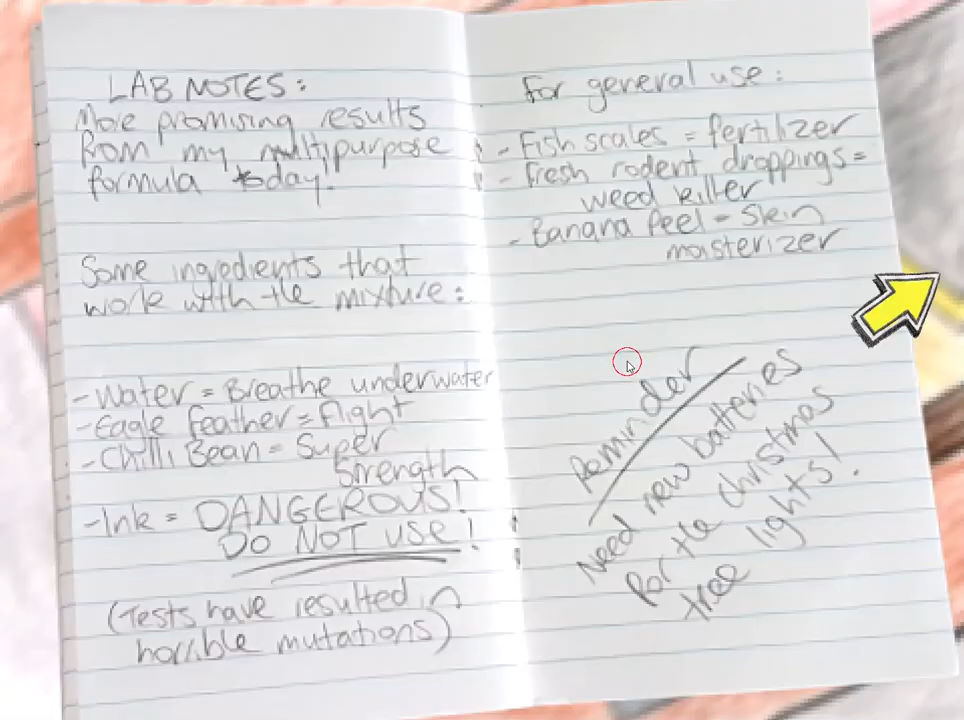 LAB NOTES:
More promising results
from my multipurpose
formula today!
Some ingredients that
work with the mixture:
- Water = Breathe underwater
- Eagle feather = Flight
- Chilli Bean = Super
Strength
- Ink = DANGEROUS!
DO NOT USE!
(Tests have resulted in
horrible mutations)
For general use:
- Fish scales = fertilizer
- Fresh rodent droppings =
weed killer
- Banana Peel = Skin
moisterizer
Reminder
Need new batteries
for the christmas
tree lights!